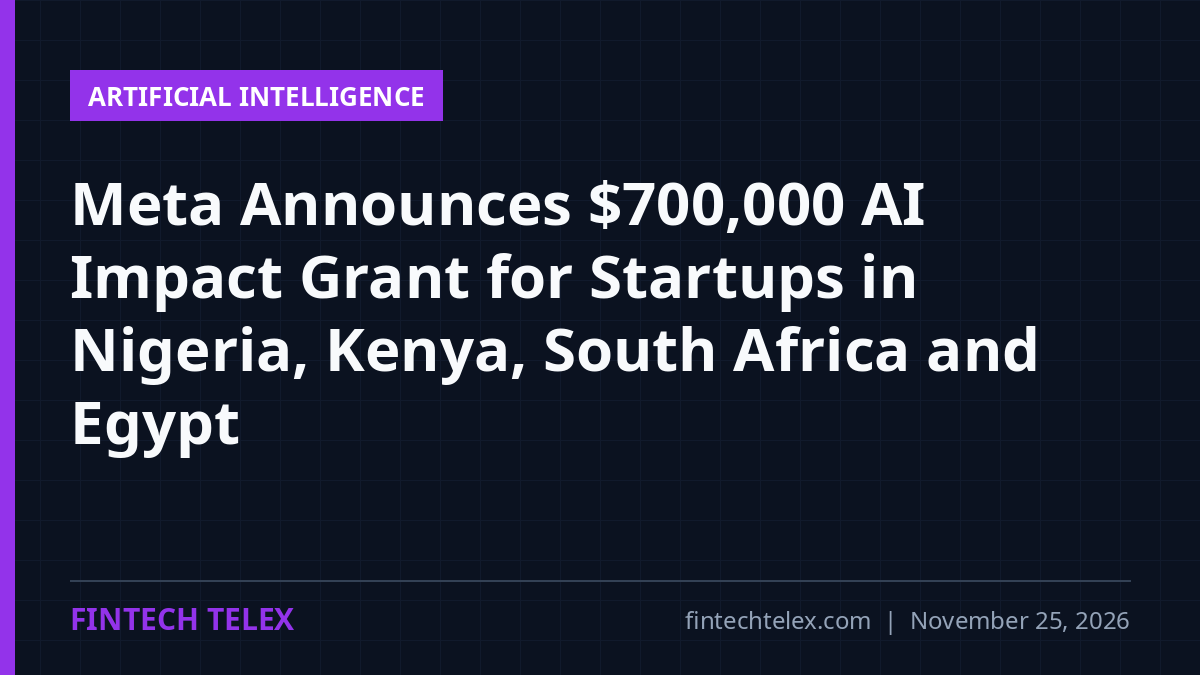 ARTIFICIAL INTELLIGENCE
Meta Announces $700,000 AI
Impact Grant for Startups in
Nigeria, Kenya, South Africa and
Egypt
FINTECH TELEX
fintechtelex.com | November 25, 2026